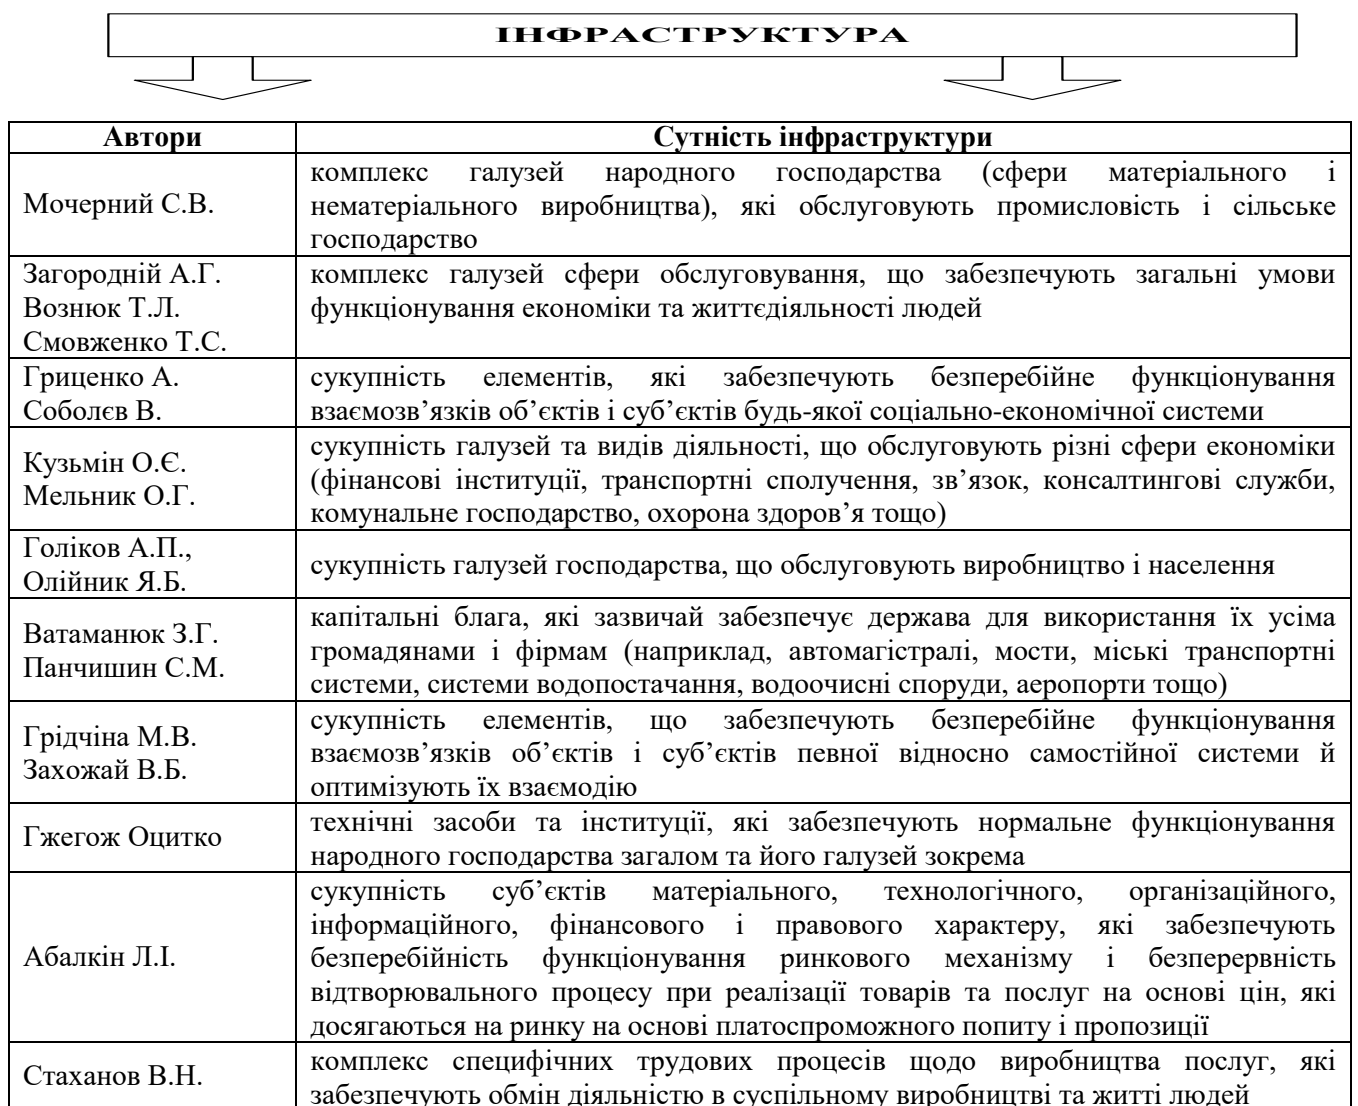 ІНФРАСТРУКТУРА
Автори
Сутність інфраструктури
Мочерний С.В.
комплекс галузей народного господарства (сфери матеріального і
нематеріального виробництва), які обслуговують промисловість і сільське
господарство
Загородній А.Г.
Вознюк Т.Л.
Смовженко Т.С.
комплекс галузей сфери обслуговування, що забезпечують загальні умови
функціонування економіки та життєдіяльності людей
Гриценко А.
Соболєв В.
сукупність елементів, які забезпечують безперебійне функціонування
взаємозв’язків об’єктів і суб’єктів будь-якої соціально-економічної системи
Кузьмін О.Є.
Мельник О.Г.
сукупність галузей та видів діяльності, що обслуговують різні сфери економіки
(фінансові інституції, транспортні сполучення, зв’язок, консалтингові служби,
комунальне господарство, охорона здоров’я тощо)
Голіков А.П.,
Олійник Я.Б.
сукупність галузей господарства, що обслуговують виробництво і населення
Ватаманюк З.Г.
Панчишин С.М.
капітальні блага, які зазвичай забезпечує держава для використання їх усіма
громадянами і фірмам (наприклад, автомагістралі, мости, міські транспортні
системи, системи водопостачання, водоочисні споруди, аеропорти тощо)
Грідчіна М.В.
Захожай В.Б.
сукупність елементів, що забезпечують безперебійне функціонування
взаємозв’язків об’єктів і суб’єктів певної відносно самостійної системи й
оптимізують їх взаємодію
Гжегож Оцитко
технічні засоби та інституції, які забезпечують нормальне функціонування
народного господарства загалом та його галузей зокрема
Абалкін Л.І.
сукупність суб’єктів матеріального, технологічного, організаційного,
інформаційного, фінансового і правового характеру, які забезпечують
безперебійність функціонування ринкового механізму і безперервність
відтворювального процесу при реалізації товарів та послуг на основі цін, які
досягаються на ринку на основі платоспроможного попиту і пропозиції
Стаханов В.Н.
комплекс специфічних трудових процесів щодо виробництва послуг, які
забезпечують обмін діяльністю в суспільному виробництві та житті людей